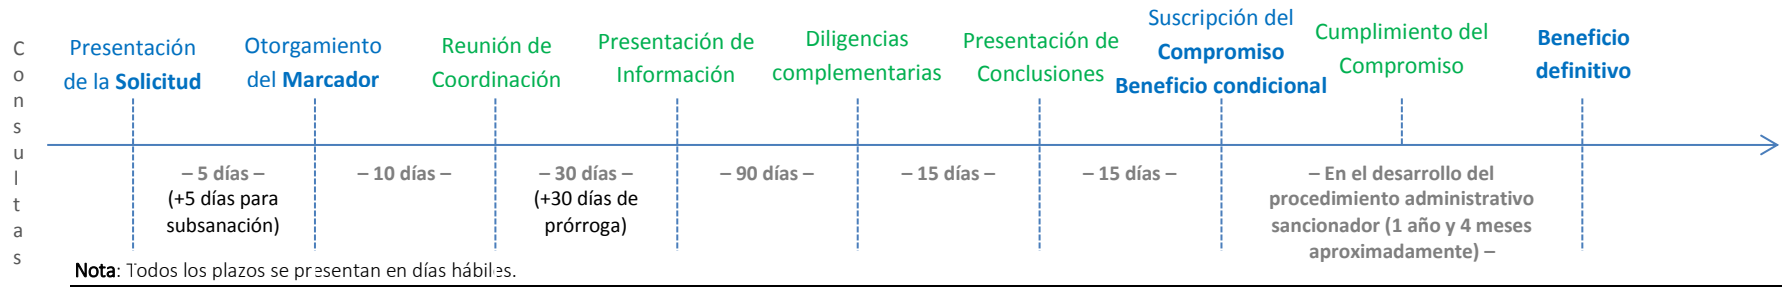 Consultas
Presentación
de la Solicitud
Otorgamiento
del Marcador
Reunión de
Coordinación
Presentación de
Información
Diligencias
complementarias
Presentación de
Conclusiones
Suscripción del
Compromiso
Beneficio condicional
Cumplimiento del
Compromiso
Beneficio
definitivo
– 5 días –
(+5 días para
subsanación)
– 10 días –
– 30 días –
(+30 días de
prórroga)
– 90 días –
– 15 días –
– 15 días –
– En el desarrollo del
procedimiento administrativo
sancionador (1 año y 4 meses
aproximadamente) –
Nota: Todos los plazos se presentan en días hábiles.